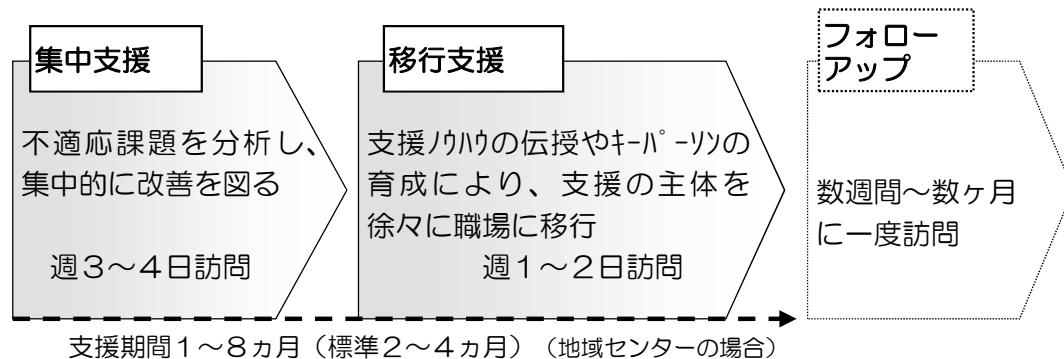 集中支援
不適応課題を分析し、
集中的に改善を図る
週3~4日訪問
移行支援
支援ノウハウの伝授やキーパーソンの
育成により、支援の主体を
徐々に職場に移行
週1~2日訪問
フォロー
アップ
数週間~数ヶ月
に一度訪問
支援期間1~8ヵ月(標準2~4ヵ月)(地域センターの場合)